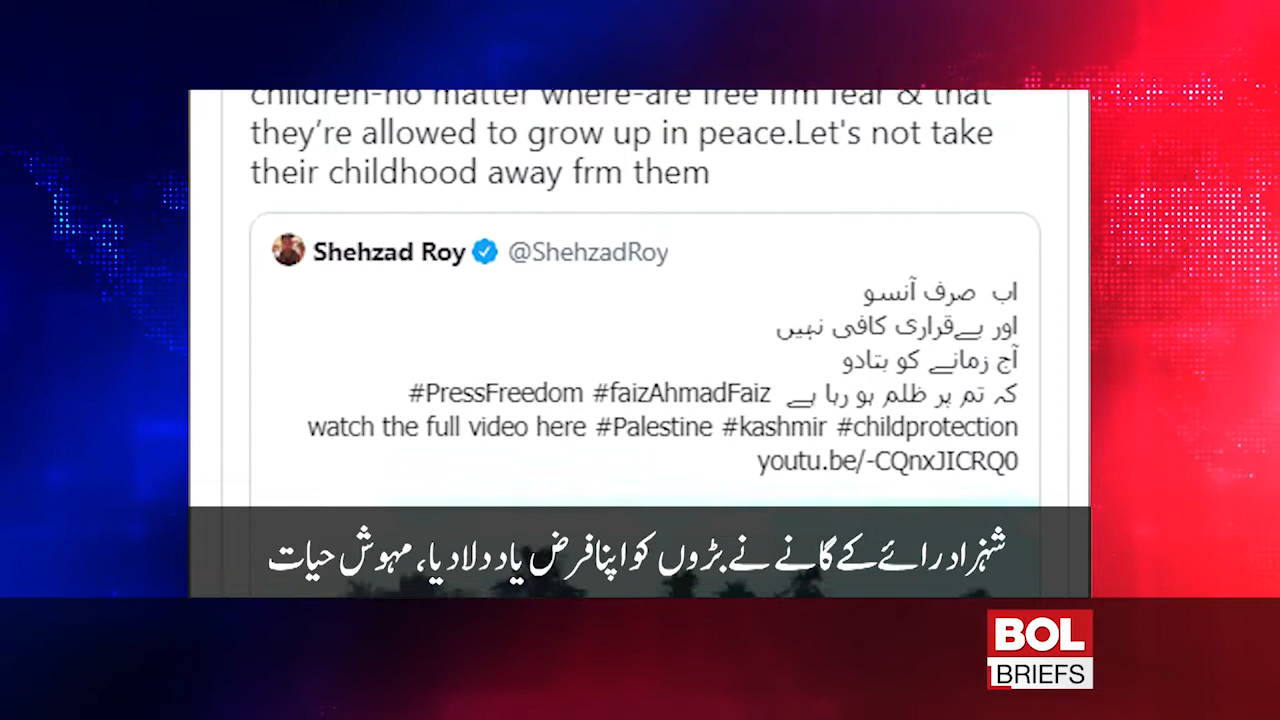 children-no matter where-are free frm fear & that
they're allowed to grow up in peace.Let's not take
their childhood away frm them
Shehzad Roy @ShehzadRoy
اب صرف آنسو
اور بےقراری کافی نہیں
آج زمانے کو بتادو
کہ تم پر ظلم ہو رہا ہے #PressFreedom #faizAhmadFaiz
watch the full video here #Palestine #kashmir #childprotection
youtu.be/-CQnxJICRQ0
شہزاد رائے کے گانے نے بڑوں کو اپنا فرض یاد دلا دیا، مہوش حیات
BOL
BRIEFS